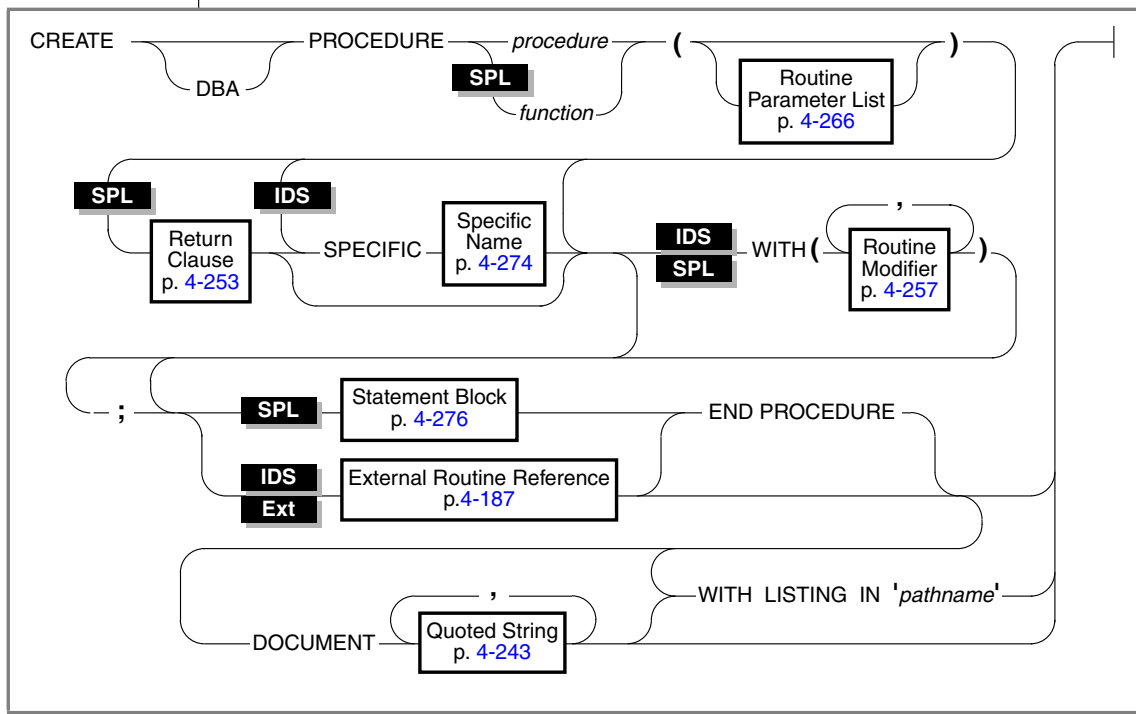 CREATE DBA PROCEDURE procedure SPL function ( Routine Parameter List p. 4-266 )
SPL Return Clause p. 4-253 IDS SPECIFIC Specific Name p. 4-274 IDS SPL WITH ( , Routine Modifier p. 4-257 )
; SPL Statement Block p. 4-276 END PROCEDURE
IDS Ext External Routine Reference p.4-187
DOCUMENT , Quoted String p. 4-243 WITH LISTING IN 'pathname'